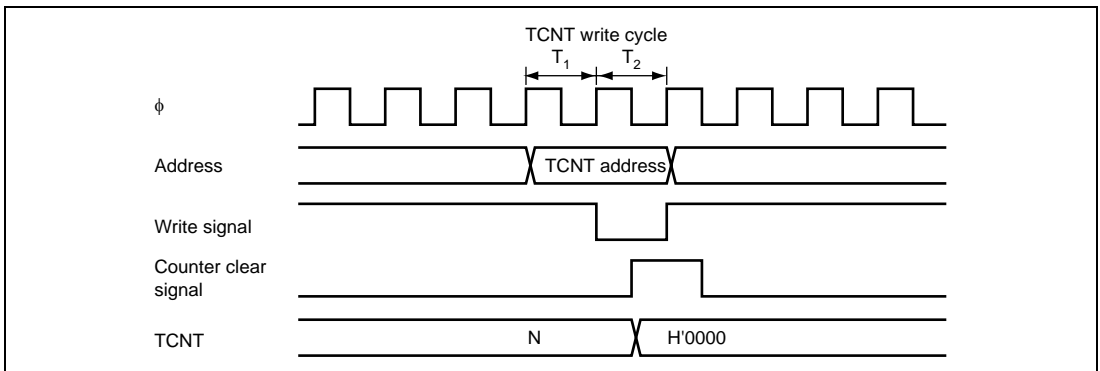 TCNT write cycle
T1 T2
ϕ
Address
TCNT address
Write signal
Counter clear
signal
TCNT
N
H'0000